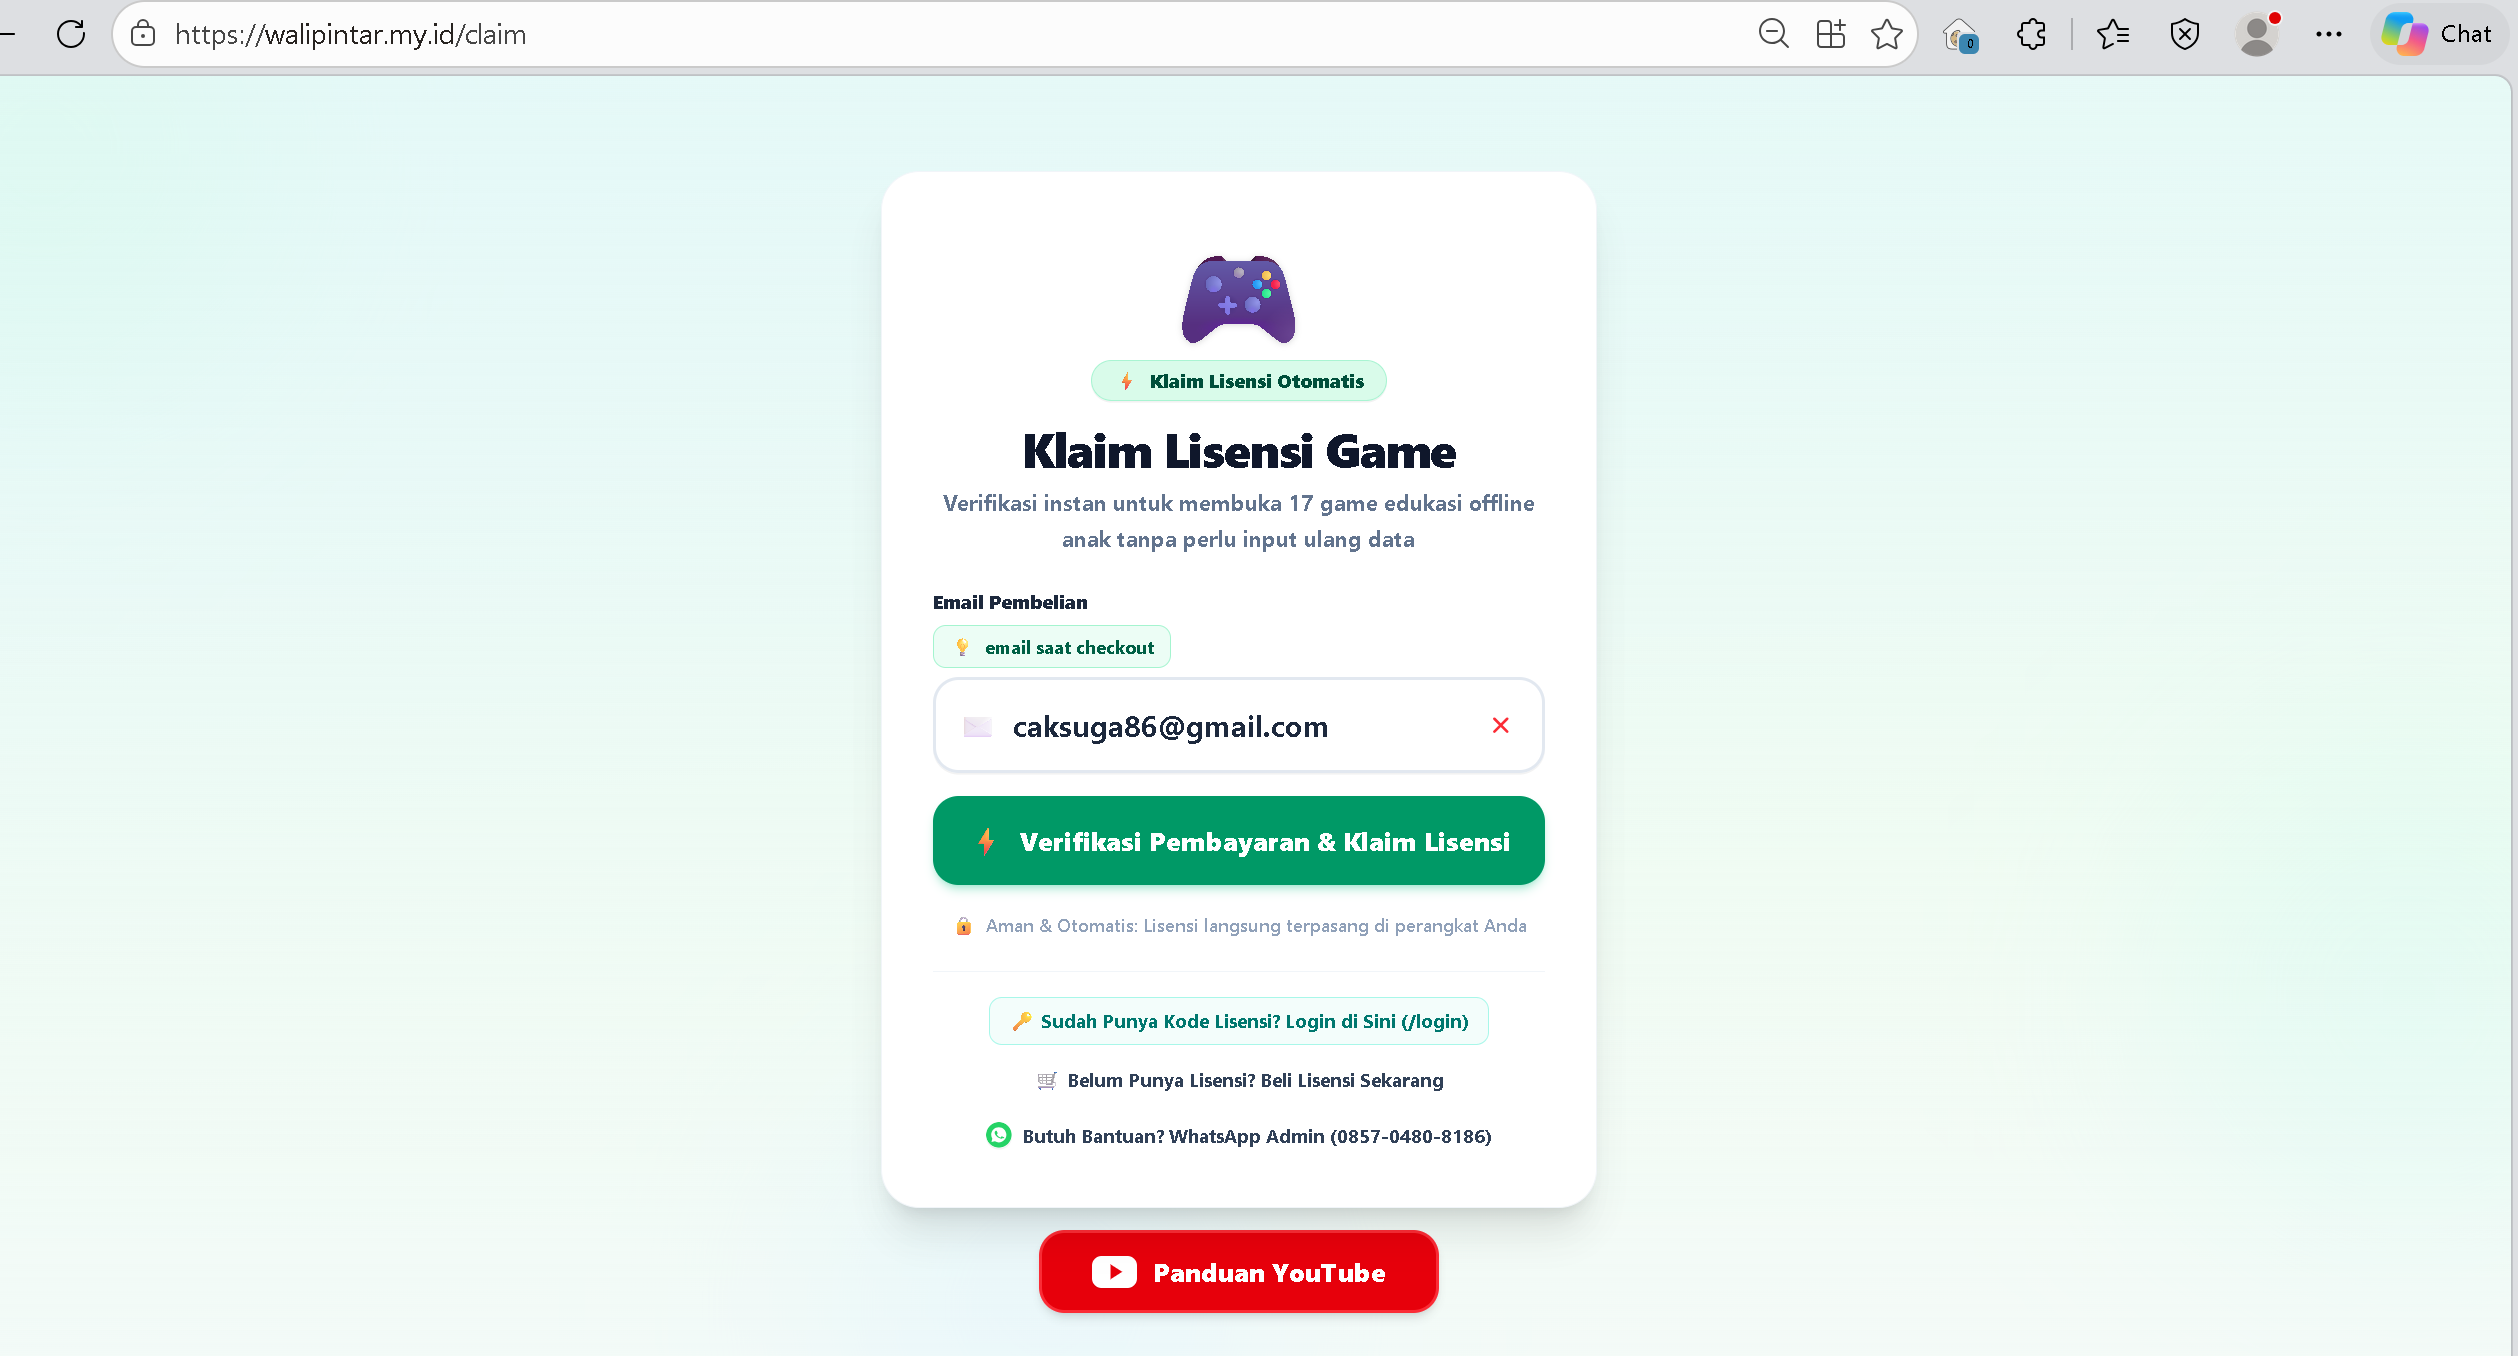 https://walipintar.my.id/claim
0
Chat
Klaim Lisensi Otomatis
Klaim Lisensi Game
Verifikasi instan untuk membuka 17 game edukasi offline
anak tanpa perlu input ulang data
Email Pembelian
email saat checkout
caksuga86@gmail.com
Verifikasi Pembayaran & Klaim Lisensi
Aman & Otomatis: Lisensi langsung terpasang di perangkat Anda
Sudah Punya Kode Lisensi? Login di Sini (/login)
Belum Punya Lisensi? Beli Lisensi Sekarang
Butuh Bantuan? WhatsApp Admin (0857-0480-8186)
Panduan YouTube